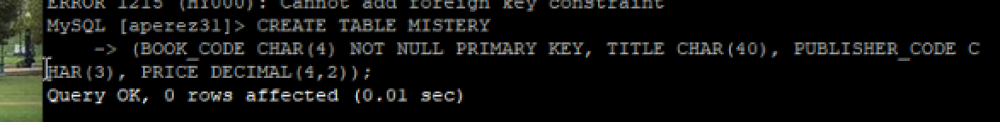 ERROR 1215 (HY000): Cannot add foreign key constraint
MySQL [aperez31]> CREATE TABLE MISTERY
-> (BOOK_CODE CHAR(4) NOT NULL PRIMARY KEY, TITLE CHAR(40), PUBLISHER_CODE C
HAR(3), PRICE DECIMAL(4,2));
Query OK, 0 rows affected (0.01 sec)